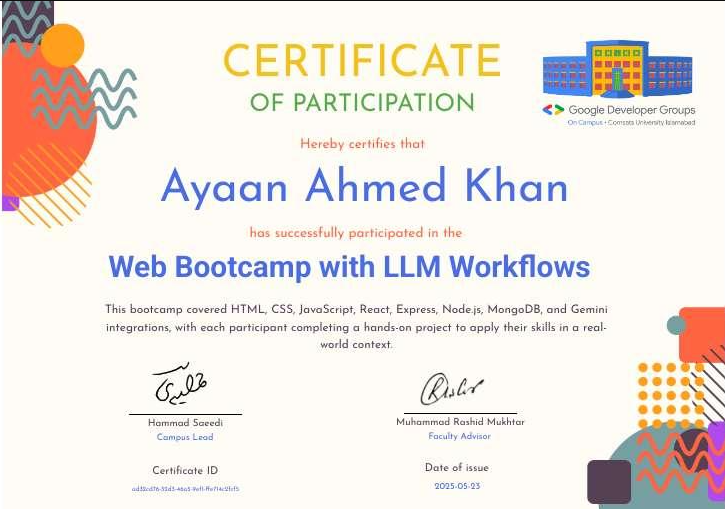 CERTIFICATE
OF PARTICIPATION
Google Developer Groups
On Campus • Comsats University Islamabad
Hereby certifies that
Ayaan Ahmed Khan
has successfully participated in the
Web Bootcamp with LLM Workflows
This bootcamp covered HTML, CSS, JavaScript, React, Express, Node.js, MongoDB, and Gemini
integrations, with each participant completing a hands-on project to apply their skills in a real-
world context.
Hammad Saeedi
Campus Lead
Muhammad Rashid Mukhtar
Faculty Advisor
Certificate ID
Date of issue
2025-05-23